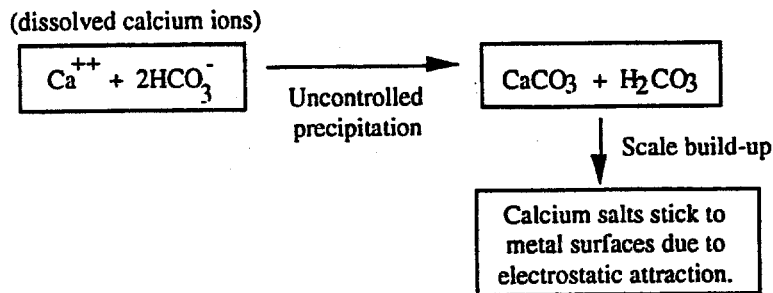 (dissolved calcium ions)
Ca⁺⁺ + 2HCO₃⁻
Uncontrolled
precipitation
CaCO₃ + H₂CO₃
Scale build-up
Calcium salts stick to
metal surfaces due to
electrostatic attraction.